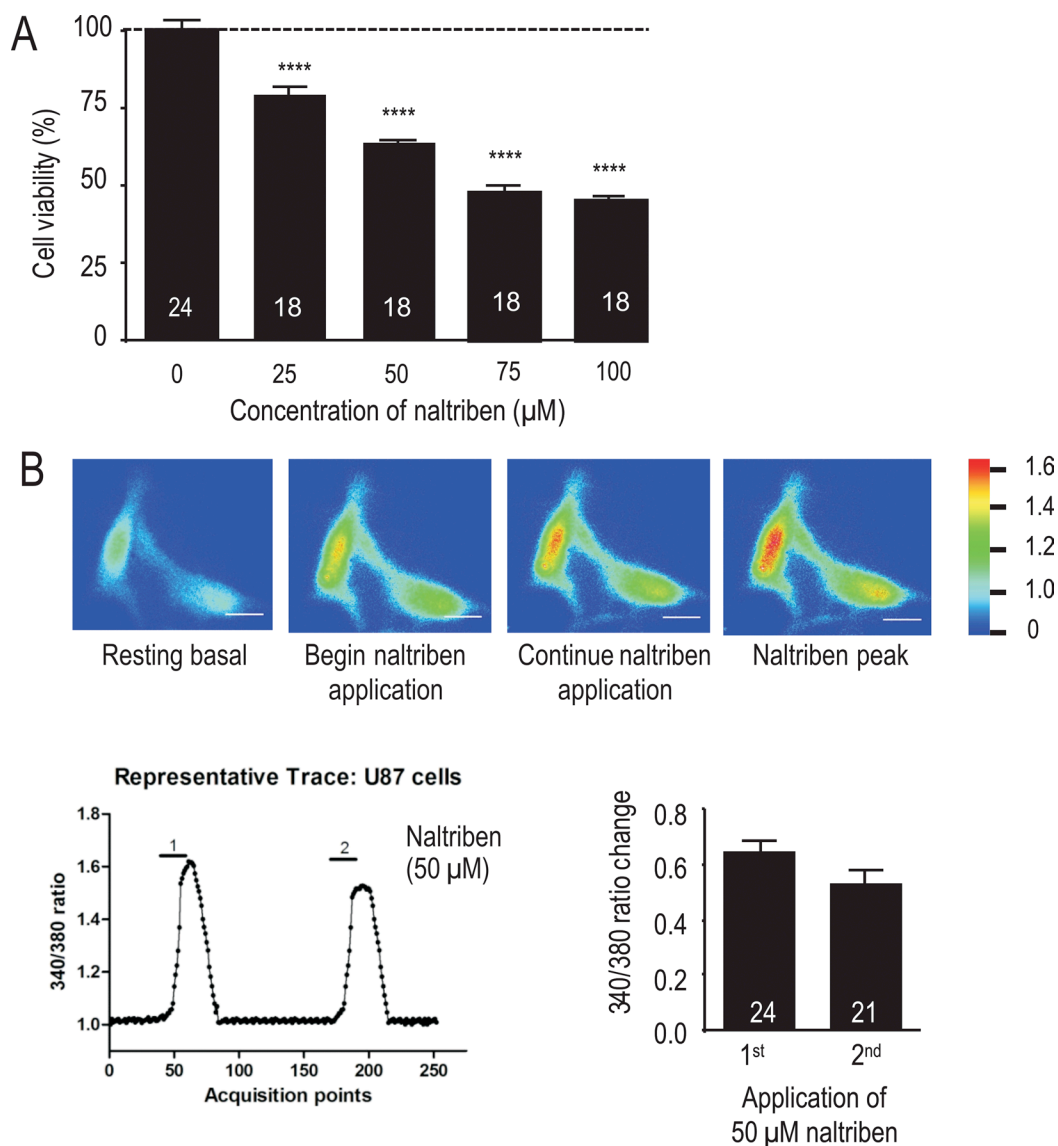 A
Cell viability (%)
100
75
50
25
0
****
****
****
****
24
18
18
18
18
0
25
50
75
100
Concentration of naltriben (µM)
B
1.6
1.4
1.2
1.0
0
Resting basal
Begin naltriben
application
Continue naltriben
application
Naltriben peak
Representative Trace: U87 cells
340/380 ratio
1.8
1.6
1.4
1.2
1.0
1
2
Naltriben
(50 µM)
0
50
100
150
200
250
Acquisition points
340/380 ratio change
0.8
0.6
0.4
0.2
0.0
24
21
1st
2nd
Application of
50 µM naltriben